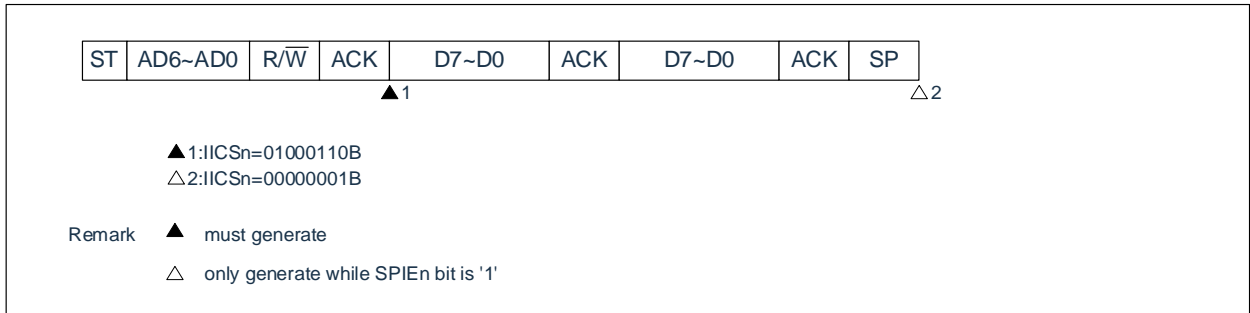 ST AD6~AD0 R/W̅ ACK D7~D0 ACK D7~D0 ACK SP
▲1 △2
▲1:IICSn=01000110B
△2:IICSn=00000001B
Remark ▲ must generate
△ only generate while SPIEn bit is '1'